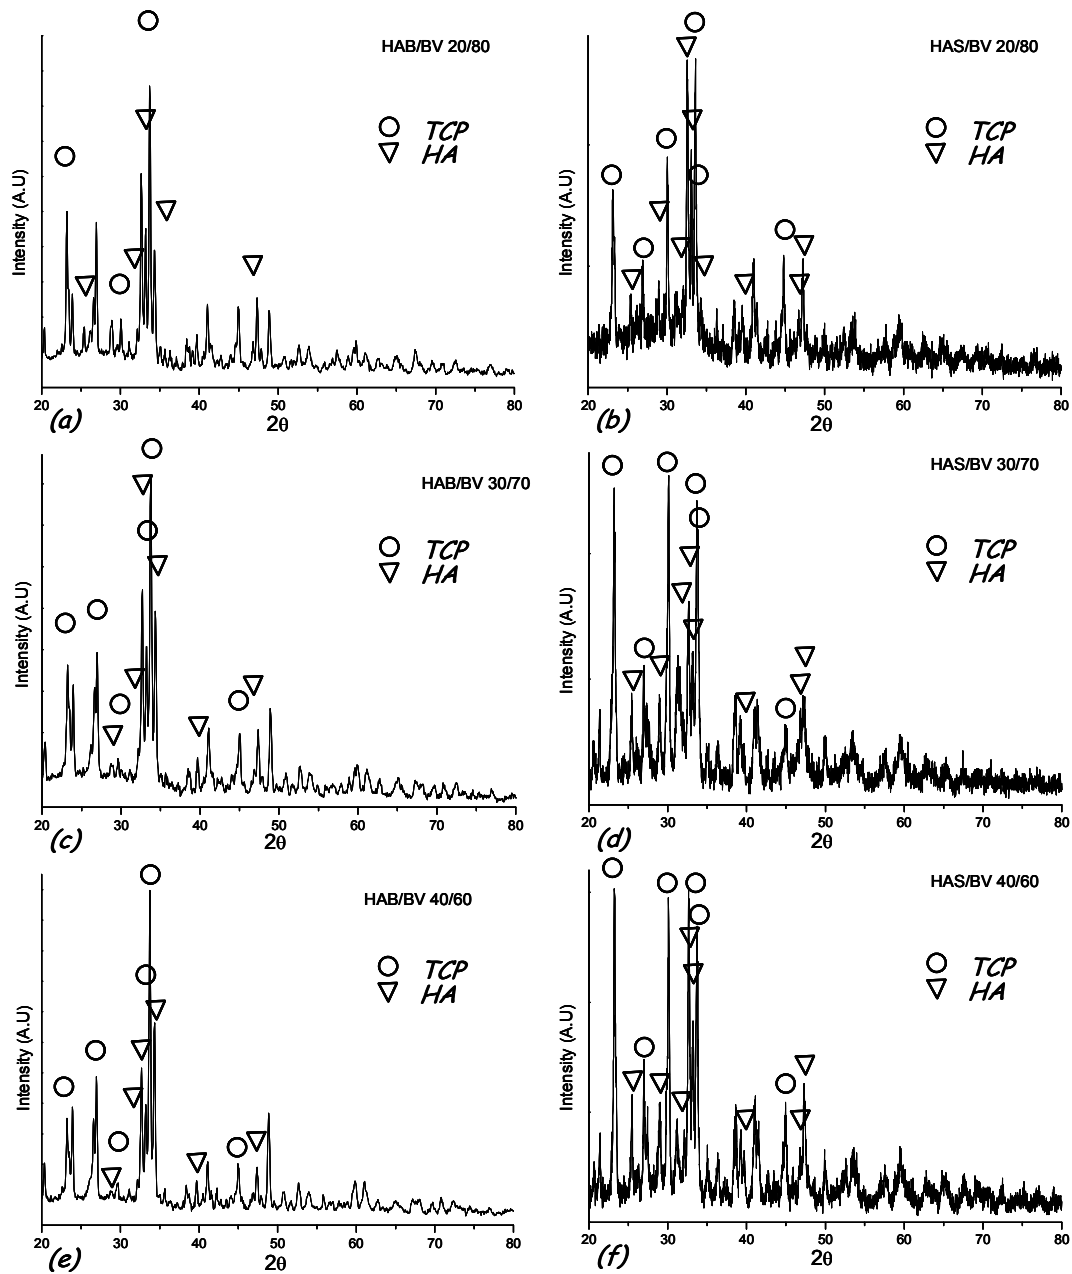 HAB/BV 20/80
TCP
HA
Intensity (A.U)
20 30 40 50 60 70 80
2θ
(a)
HAS/BV 20/80
TCP
HA
Intensity (A.U)
20 30 40 50 60 70 80
2θ
(b)
HAB/BV 30/70
TCP
HA
Intensity (A.U)
20 30 40 50 60 70 80
2θ
(c)
HAS/BV 30/70
TCP
HA
Intensity (A.U)
20 30 40 50 60 70 80
2θ
(d)
HAB/BV 40/60
TCP
HA
Intensity (A.U)
20 30 40 50 60 70 80
2θ
(e)
HAS/BV 40/60
TCP
HA
Intensity (A.U)
20 30 40 50 60 70 80
2θ
(f)